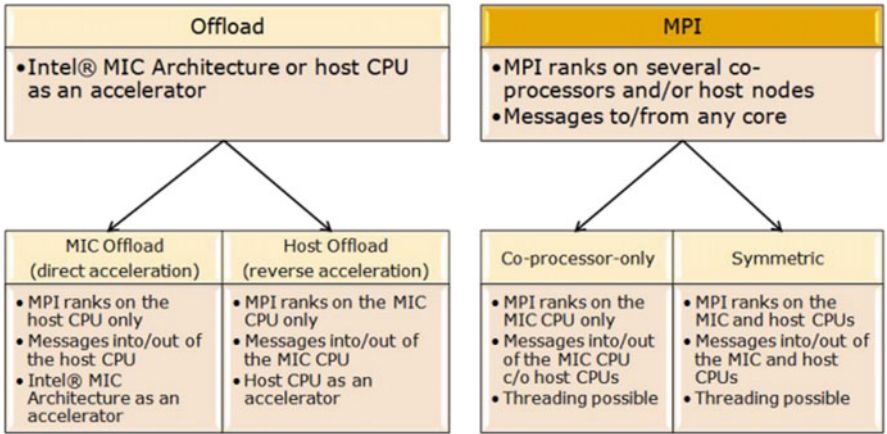 Offload
•Intel® MIC Architecture or host CPU
as an accelerator
MPI
•MPI ranks on several co-
processors and/or host nodes
•Messages to/from any core
MIC Offload
(direct acceleration)
• MPI ranks on the
host CPU only
• Messages into/out of
the host CPU
• Intel® MIC
Architecture as an
accelerator
Host Offload
(reverse acceleration)
• MPI ranks on the MIC
CPU only
• Messages into/out of
the MIC CPU
• Host CPU as an
accelerator
Co-processor-only
• MPI ranks on the
MIC CPU only
• Messages into/out
of the MIC CPU
c/o host CPUs
• Threading possible
Symmetric
• MPI ranks on the
MIC and host CPUs
• Messages into/out of
the MIC and host
CPUs
• Threading possible